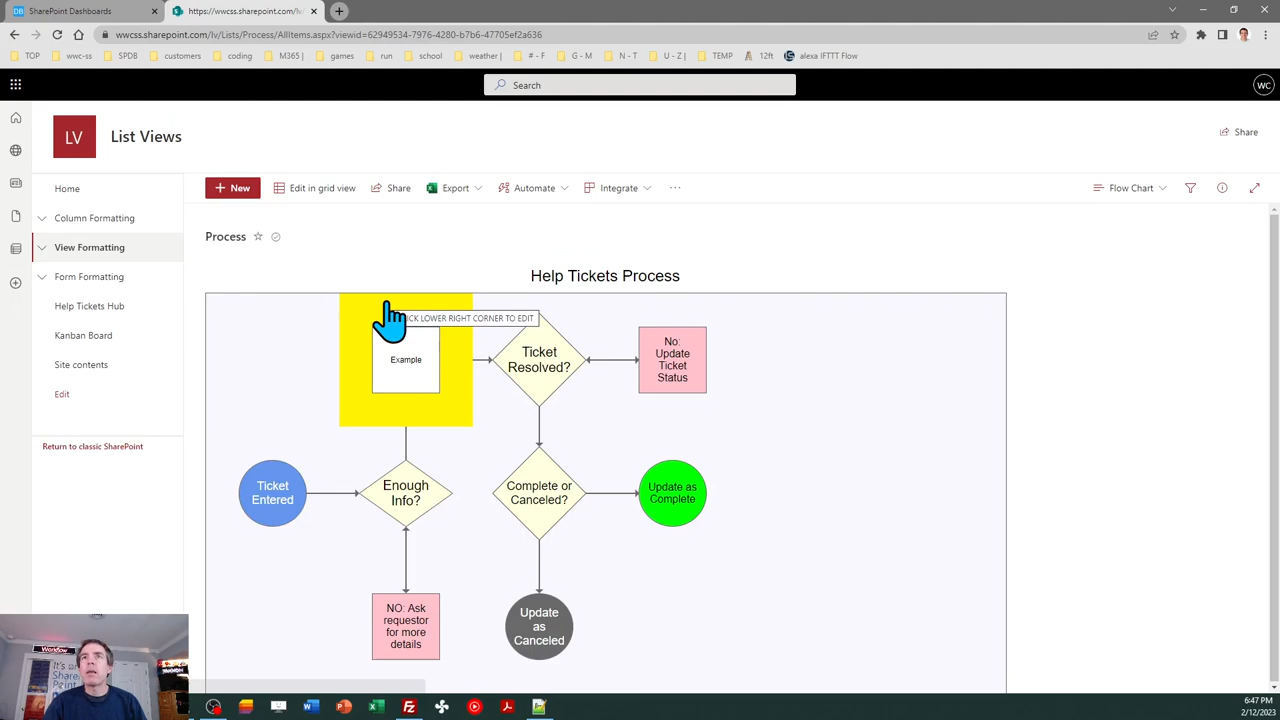 SharePoint Dashboards
https://wwcss.sharepoint.com/lv/
wwcss.sharepoint.com/lv/Lists/Process/AllItems.aspx?viewid=62949534-7976-4280-b7b6-47705ef2a636
TOP
wwc-ss
SPDB
customers
coding
M365 |
games
run
school
weather |
# - F
G - M
N - T
U - Z |
TEMP
12ft
alexa IFTTT Flow
Search
WC
LV
List Views
Share
Home
Column Formatting
View Formatting
Form Formatting
Help Tickets Hub
Kanban Board
Site contents
Edit
Return to classic SharePoint
New
Edit in grid view
Share
Export
Automate
Integrate
Flow Chart
Process
Help Tickets Process
LOWER RIGHT CORNER TO EDIT
Example
Ticket
Resolved?
No:
Update
Ticket
Status
Ticket
Entered
Enough
Info?
Complete or
Canceled?
Update as
Complete
NO: Ask
requestor
for more
details
Update
as
Canceled
Workflow
6:47 PM
2/12/2023